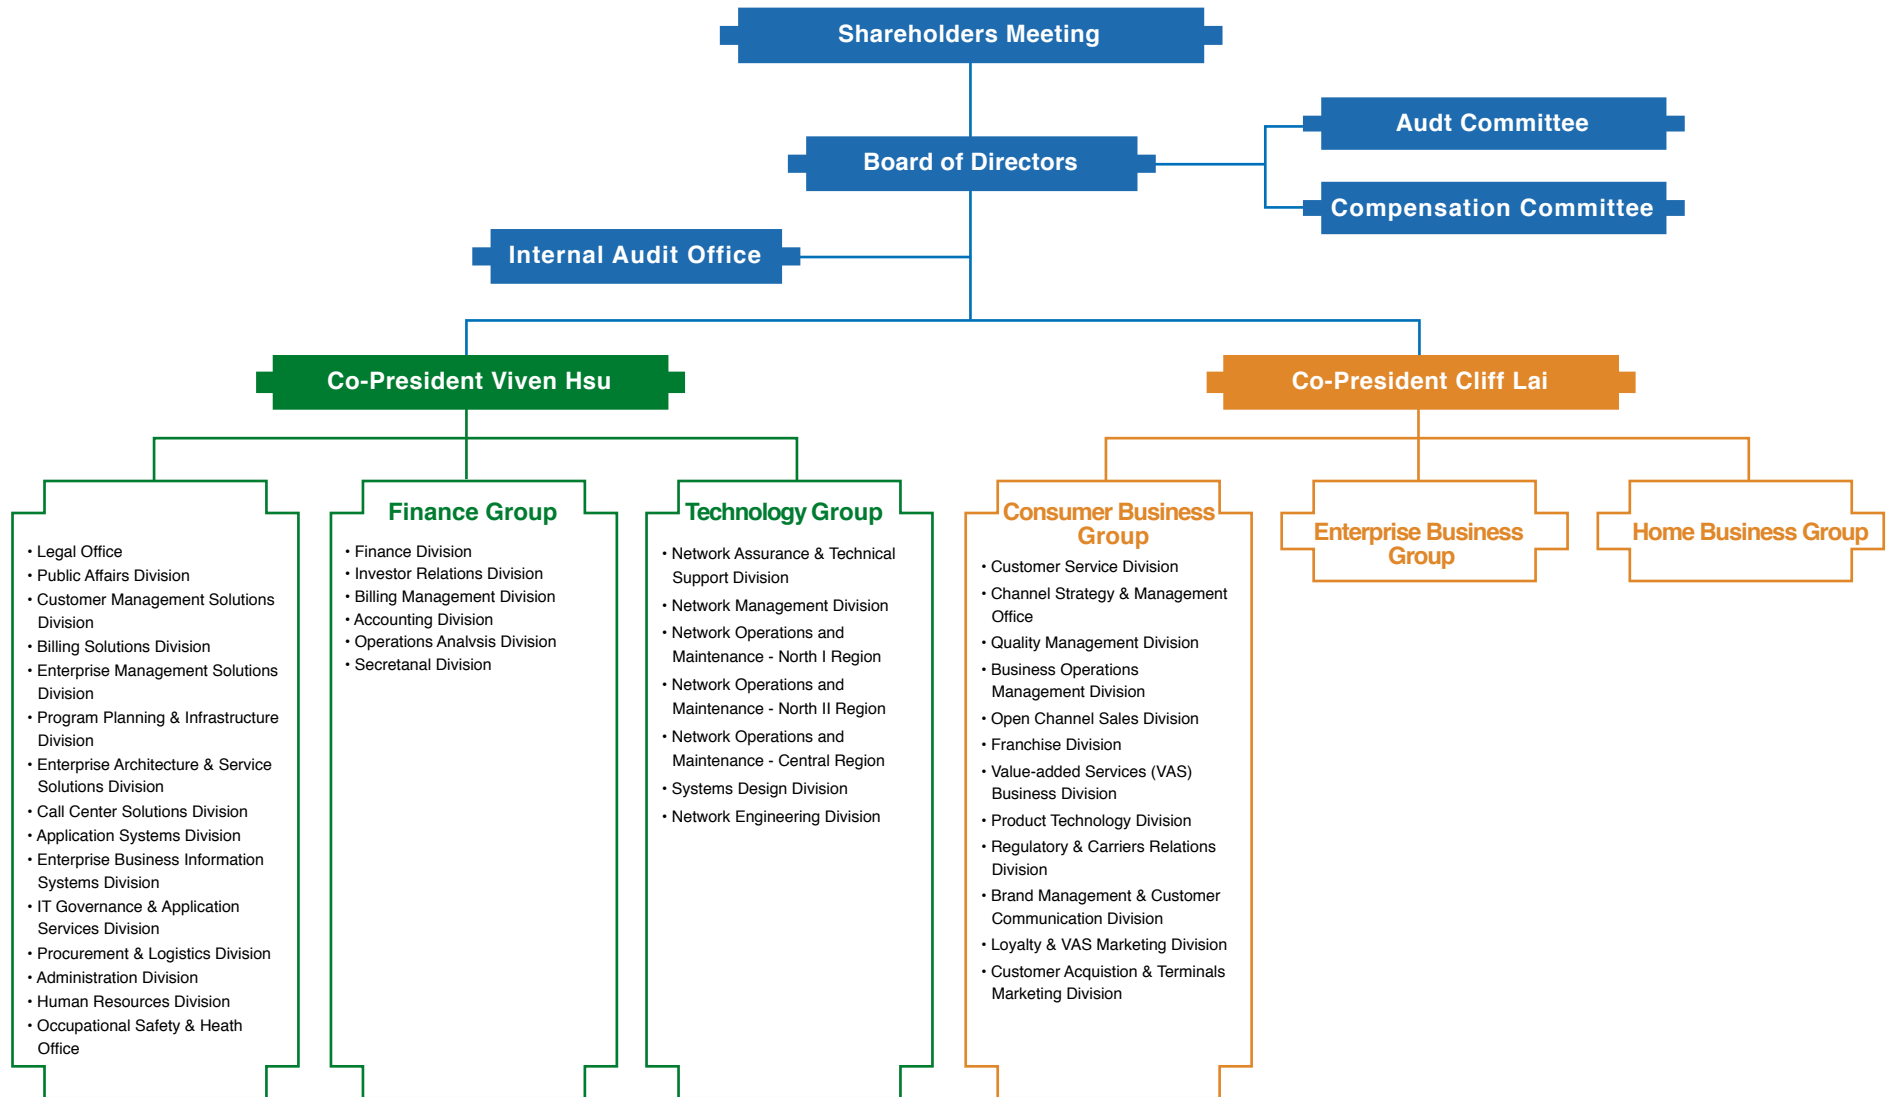 Shareholders Meeting
Audt Committee
Board of Directors
Compensation Committee
Internal Audit Office
Co-President Viven Hsu
Co-President Cliff Lai
• Legal Office
• Public Affairs Division
• Customer Management Solutions
Division
• Billing Solutions Division
• Enterprise Management Solutions
Division
• Program Planning & Infrastructure
Division
• Enterprise Architecture & Service
Solutions Division
• Call Center Solutions Division
• Application Systems Division
• Enterprise Business Information
Systems Division
• IT Governance & Application
Services Division
• Procurement & Logistics Division
• Administration Division
• Human Resources Division
• Occupational Safety & Heath
Office
Finance Group
• Finance Division
• Investor Relations Division
• Billing Management Division
• Accounting Division
• Operations Analvsis Division
• Secretanal Division
Technology Group
• Network Assurance & Technical
Support Division
• Network Management Division
• Network Operations and
Maintenance - North I Region
• Network Operations and
Maintenance - North II Region
• Network Operations and
Maintenance - Central Region
• Systems Design Division
• Network Engineering Division
Consumer Business
Group
• Customer Service Division
• Channel Strategy & Management
Office
• Quality Management Division
• Business Operations
Management Division
• Open Channel Sales Division
• Franchise Division
• Value-added Services (VAS)
Business Division
• Product Technology Division
• Regulatory & Carriers Relations
Division
• Brand Management & Customer
Communication Division
• Loyalty & VAS Marketing Division
• Customer Acquistion & Terminals
Marketing Division
Enterprise Business
Group
Home Business Group